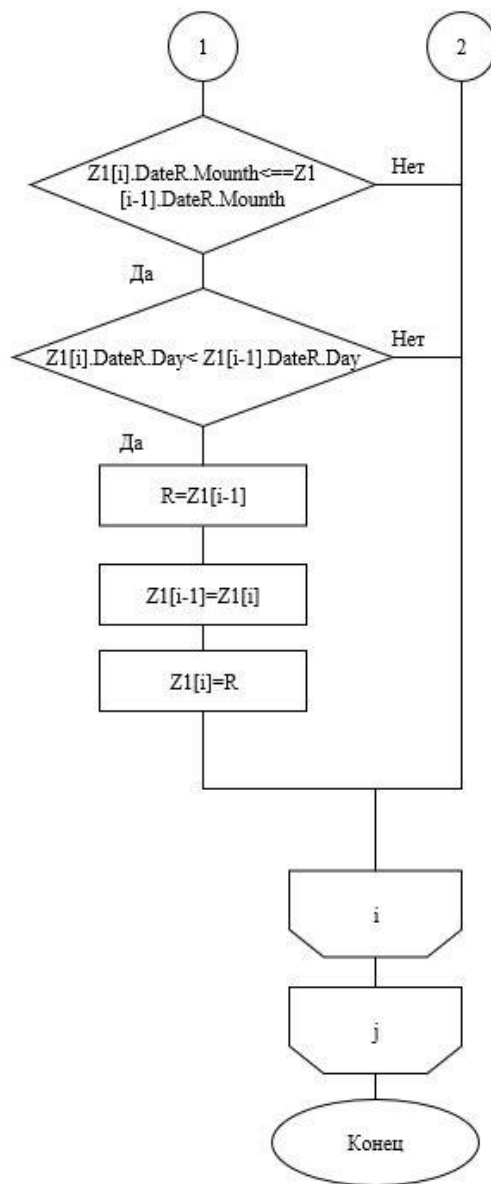 1
2
Z1[i].DateR.Mounth<==Z1
[i-1].DateR.Mounth
Нет
Да
Z1[i].DateR.Day< Z1[i-1].DateR.Day
Нет
Да
R=Z1[i-1]
Z1[i-1]=Z1[i]
Z1[i]=R
i
j
Конец